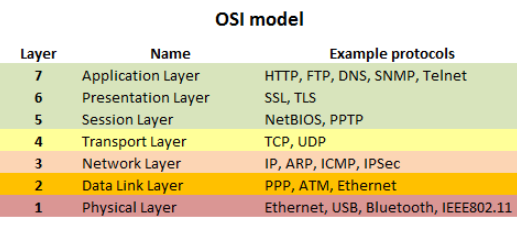 OSI model
Layer Name Example protocols
7 Application Layer HTTP, FTP, DNS, SNMP, Telnet
6 Presentation Layer SSL, TLS
5 Session Layer NetBIOS, PPTP
4 Transport Layer TCP, UDP
3 Network Layer IP, ARP, ICMP, IPSec
2 Data Link Layer PPP, ATM, Ethernet
1 Physical Layer Ethernet, USB, Bluetooth, IEEE802.11